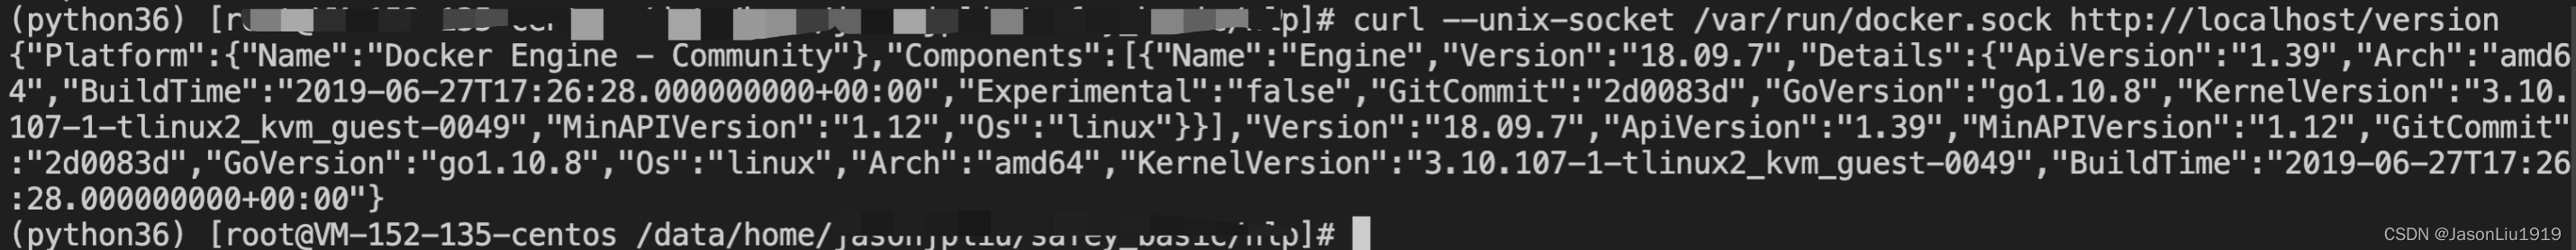 (python36) [root@ ]# curl --unix-socket /var/run/docker.sock http://localhost/version
{"Platform":{"Name":"Docker Engine - Community"},"Components":[{"Name":"Engine","Version":"18.09.7","Details":{"ApiVersion":"1.39","Arch":"amd6
4","BuildTime":"2019-06-27T17:26:28.000000000+00:00","Experimental":"false","GitCommit":"2d0083d","GoVersion":"go1.10.8","KernelVersion":"3.10.
107-1-tlinux2_kvm_guest-0049","MinAPIVersion":"1.12","Os":"linux"}}],"Version":"18.09.7","ApiVersion":"1.39","MinAPIVersion":"1.12","GitCommit"
:"2d0083d","GoVersion":"go1.10.8","Os":"linux","Arch":"amd64","KernelVersion":"3.10.107-1-tlinux2_kvm_guest-0049","BuildTime":"2019-06-27T17:26
:28.000000000+00:00"}
(python36) [root@VM-152-135-centos /data/home/ ]#
CSDN @JasonLiu1919